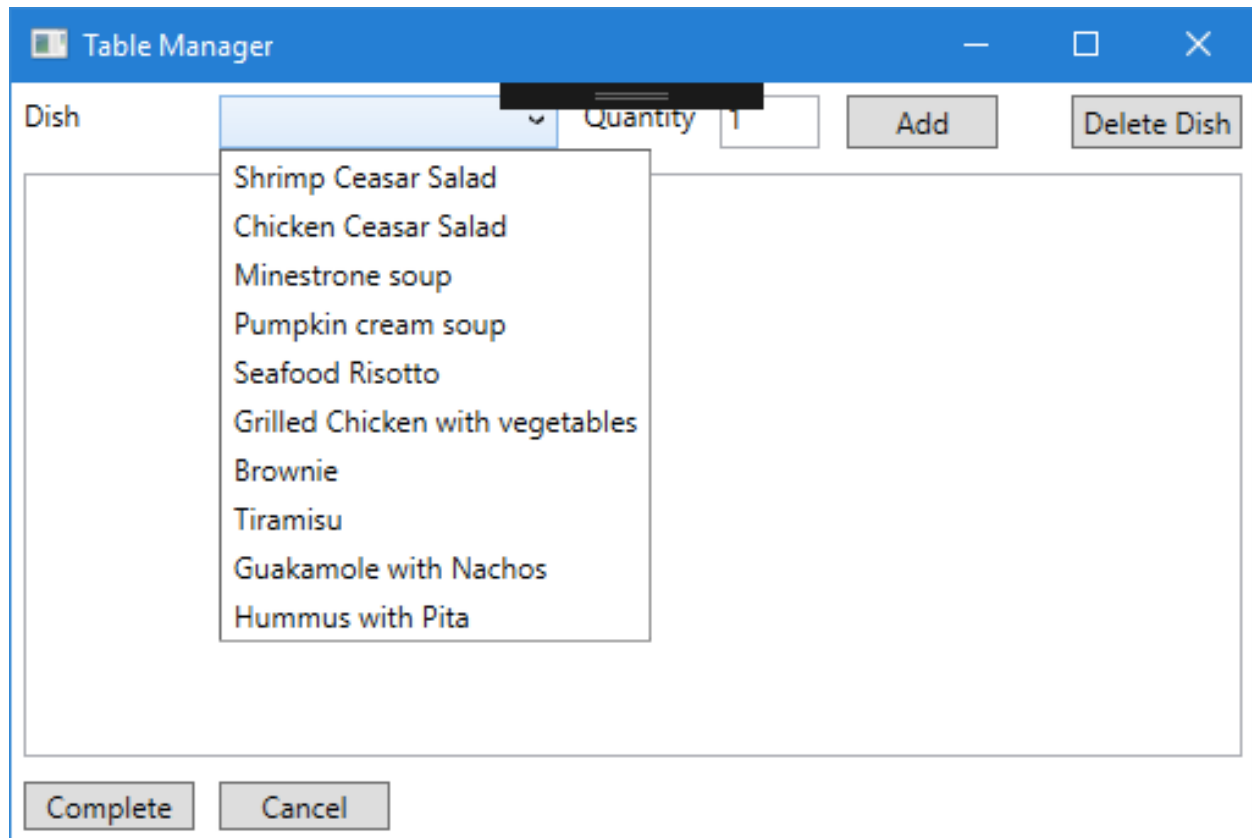 Table Manager
Dish Quantity 1 Add Delete Dish
Shrimp Ceasar Salad
Chicken Ceasar Salad
Minestrone soup
Pumpkin cream soup
Seafood Risotto
Grilled Chicken with vegetables
Brownie
Tiramisu
Guakamole with Nachos
Hummus with Pita
Complete Cancel